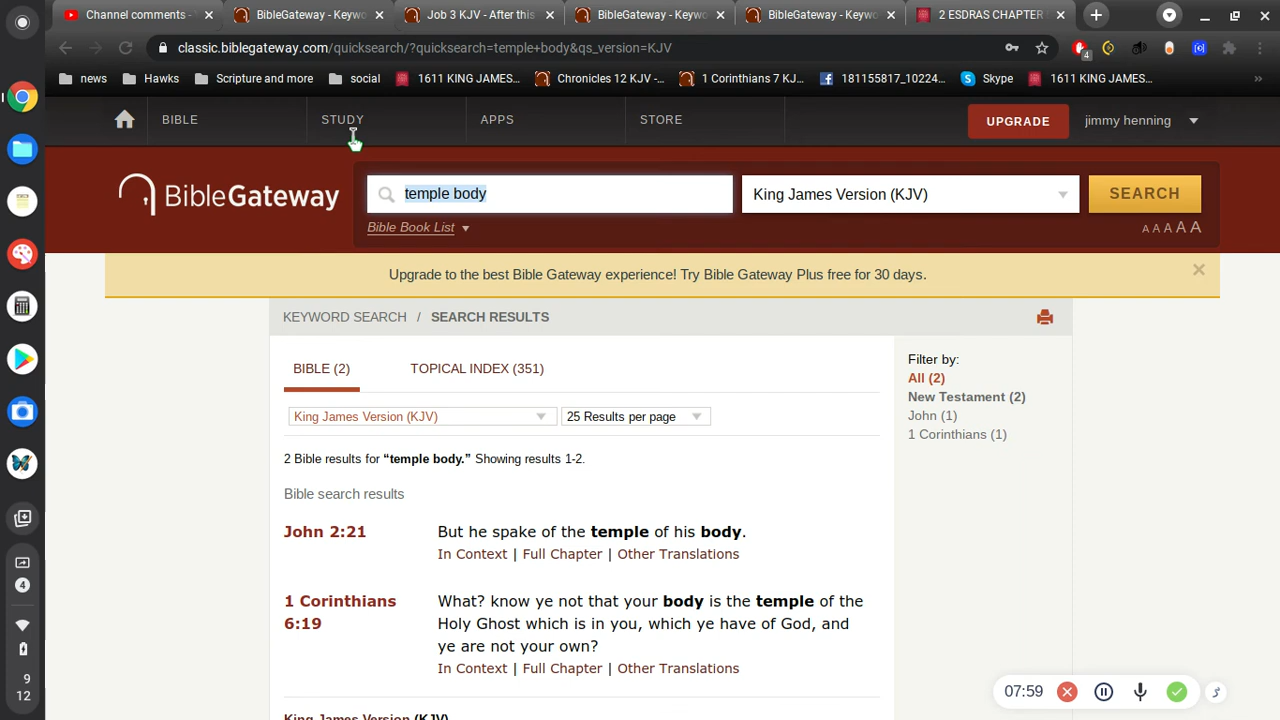 Channel comments -
BibleGateway - Keywo
Job 3 KJV - After this
BibleGateway - Keywo
BibleGateway - Keywo
2 ESDRAS CHAPTER
classic.biblegateway.com/quicksearch/?quicksearch=temple+body&qs_version=KJV
4
news
Hawks
Scripture and more
social
1611 KING JAMES...
Chronicles 12 KJV -...
1 Corinthians 7 KJ...
181155817_10224...
Skype
1611 KING JAMES...
»
BIBLE
STUDY
APPS
STORE
UPGRADE
jimmy henning
BibleGateway
temple body
King James Version (KJV)
SEARCH
Bible Book List
A A A A A
Upgrade to the best Bible Gateway experience! Try Bible Gateway Plus free for 30 days.
KEYWORD SEARCH / SEARCH RESULTS
BIBLE (2)
TOPICAL INDEX (351)
King James Version (KJV)
25 Results per page
2 Bible results for “temple body.” Showing results 1-2.
Bible search results
John 2:21
But he spake of the temple of his body.
In Context | Full Chapter | Other Translations
1 Corinthians
6:19
What? know ye not that your body is the temple of the
Holy Ghost which is in you, which ye have of God, and
ye are not your own?
In Context | Full Chapter | Other Translations
King James Version (KJV)
Filter by:
All (2)
New Testament (2)
John (1)
1 Corinthians (1)
4
9
12
07:59